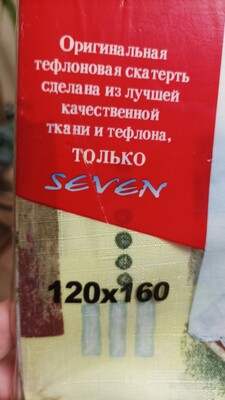 Оригинальная
тефлоновая скатерть
сделана из лучшей
качественной
ткани и тефлона,
ТОЛЬКО
SEVEN
120x160